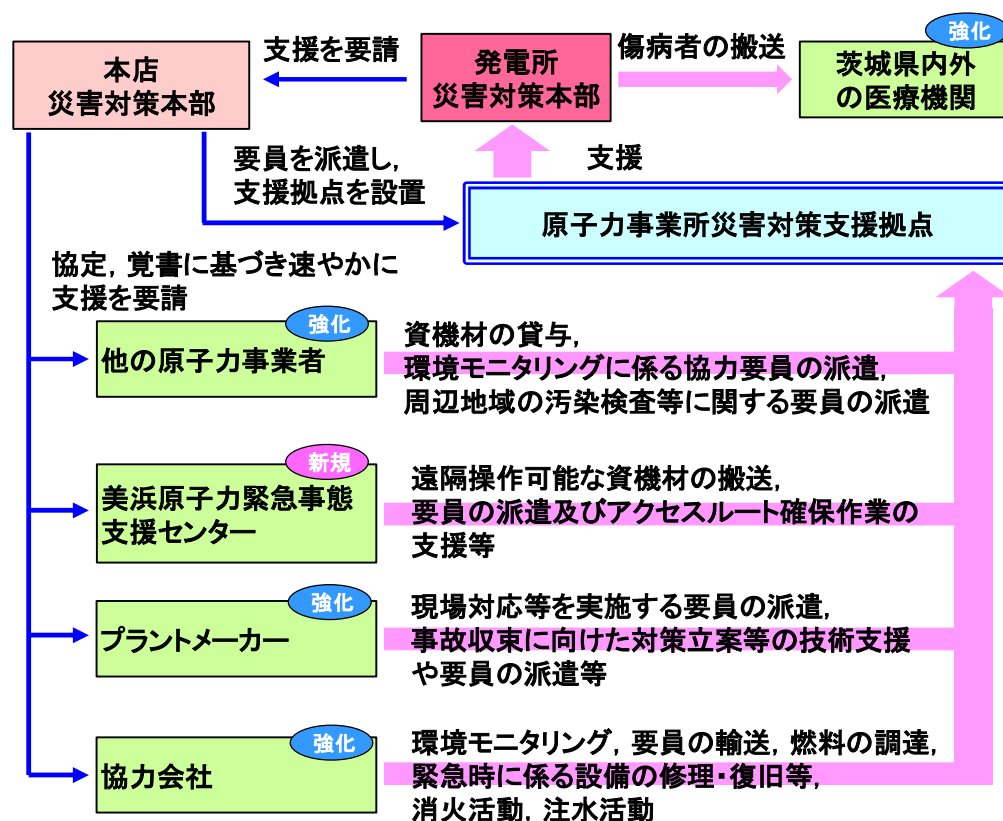 強化
支援を要請
傷病者の搬送
本店
災害対策本部
発電所
災害対策本部
茨城県内外
の医療機関
要員を派遣し，
支援拠点を設置
支援
原子力事業所災害対策支援拠点
協定，覚書に基づき速やかに
支援を要請
強化
他の原子力事業者
資機材の貸与，
環境モニタリングに係る協力要員の派遣，
周辺地域の汚染検査等に関する要員の派遣
新規
美浜原子力緊急事態
支援センター
遠隔操作可能な資機材の搬送，
要員の派遣及びアクセスルート確保作業の
支援等
強化
プラントメーカー
現場対応等を実施する要員の派遣，
事故収束に向けた対策立案等の技術支援
や要員の派遣等
強化
協力会社
環境モニタリング，要員の輸送，燃料の調達，
緊急時に係る設備の修理・復旧等，
消火活動，注水活動